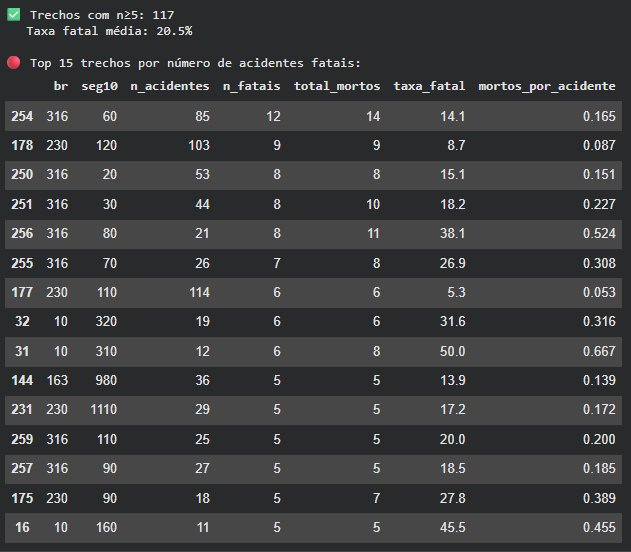 ✅ Trechos com n≥5: 117
Taxa fatal média: 20.5%
🔴 Top 15 trechos por número de acidentes fatais:
br seg10 n_acidentes n_fatais total_mortos taxa_fatal mortos_por_acidente
254 316 60 85 12 14 14.1 0.165
178 230 120 103 9 9 8.7 0.087
250 316 20 53 8 8 15.1 0.151
251 316 30 44 8 10 18.2 0.227
256 316 80 21 8 11 38.1 0.524
255 316 70 26 7 8 26.9 0.308
177 230 110 114 6 6 5.3 0.053
32 10 320 19 6 6 31.6 0.316
31 10 310 12 6 8 50.0 0.667
144 163 980 36 5 5 13.9 0.139
231 230 1110 29 5 5 17.2 0.172
259 316 110 25 5 5 20.0 0.200
257 316 90 27 5 5 18.5 0.185
175 230 90 18 5 7 27.8 0.389
16 10 160 11 5 5 45.5 0.455